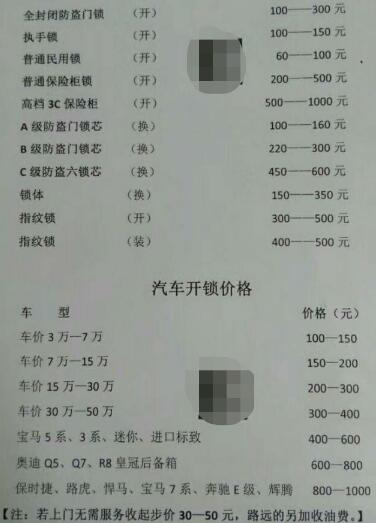 全封闭防盗门锁 （开） 100——300 元
执手锁 （开） 100——150 元
普通民用锁 （开） 60——100 元
普通保险柜锁 （开） 200——500 元
高档 3C 保险柜 （开） 500——1000 元
A 级防盗门锁芯 （换） 100——160 元
B 级防盗门锁芯 （换） 220——300 元
C 级防盗六锁芯 （换） 450——600 元
锁体 （换） 150——350 元
指纹锁 （开） 300——500 元
指纹锁 （装） 400——500 元
汽车开锁价格
车 型 价格（元）
车价 3 万—7 万 100—150
车价 7 万—15 万 150—200
车价 15 万—30 万 200—300
车价 30 万—50 万 300—400
宝马 5 系、3 系、迷你、进口标致 400—600
奥迪 Q5、Q7、R8 皇冠后备箱 600—800
保时捷、路虎、悍马、宝马 7 系、奔驰 E 级、辉腾 800—1000
【注：若上门无需服务收起步价 30—50 元，路远的另加收油费。】